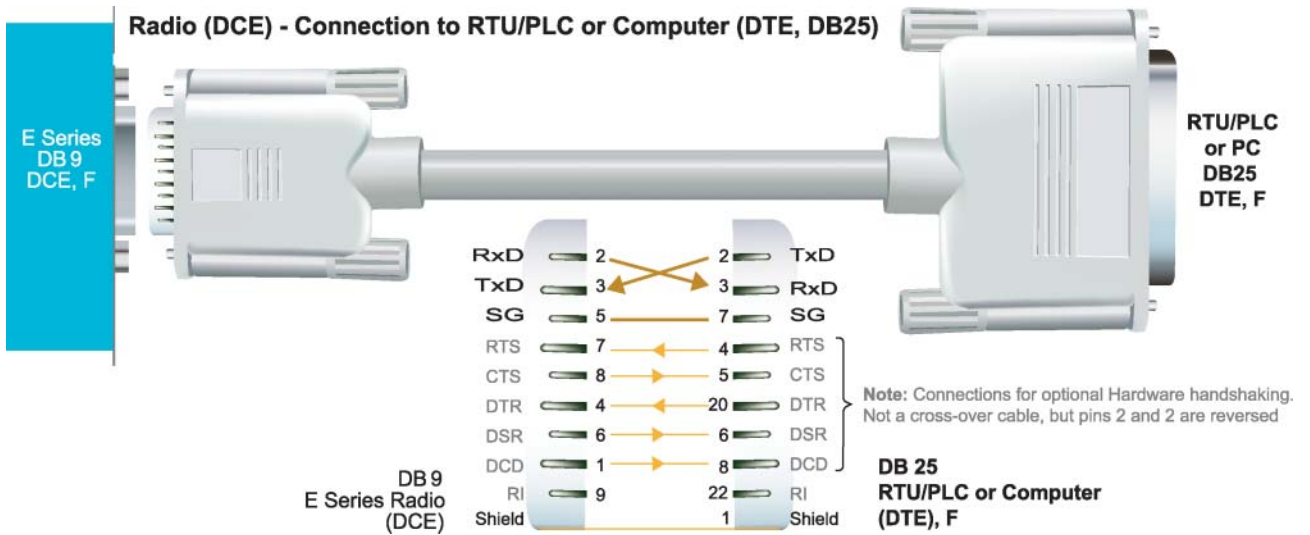 Radio (DCE) - Connection to RTU/PLC or Computer (DTE, DB25)
E Series
DB 9
DCE, F
RTU/PLC
or PC
DB25
DTE, F
RxD 2 2 TxD
TxD 3 3 RxD
SG 5 7 SG
RTS 7 4 RTS
CTS 8 5 CTS
DTR 4 20 DTR
DSR 6 6 DSR
DCD 1 8 DCD
RI 9 22 RI
Shield 1 Shield
Note: Connections for optional Hardware handshaking.
Not a cross-over cable, but pins 2 and 2 are reversed
DB 9
E Series Radio
(DCE)
DB 25
RTU/PLC or Computer
(DTE), F